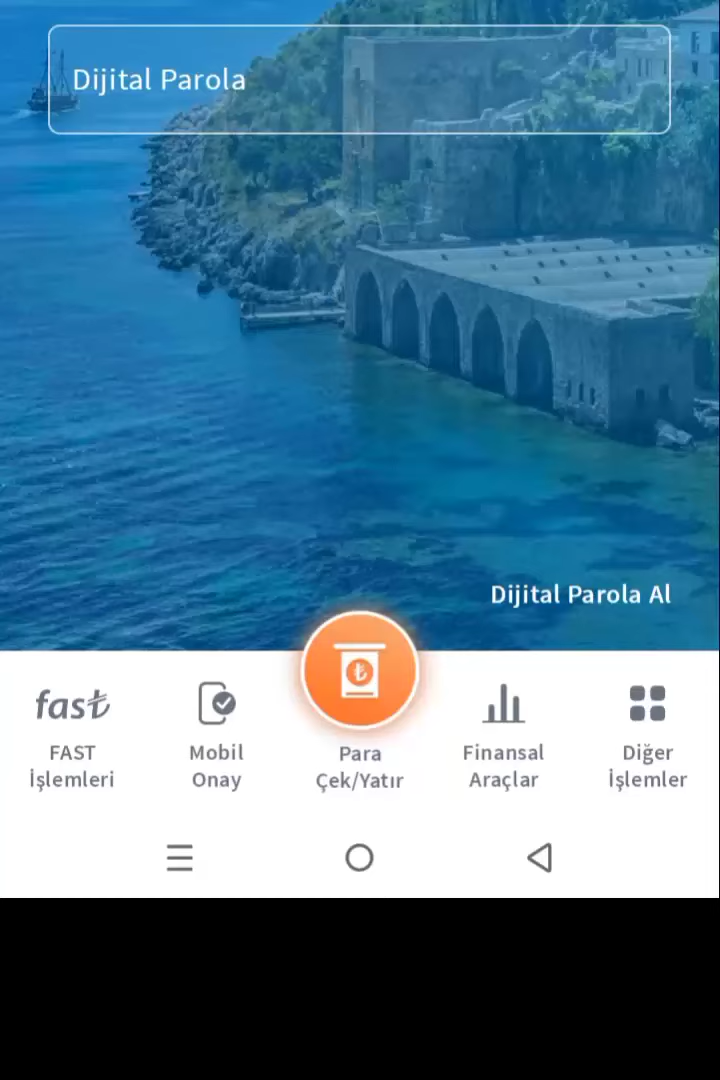 Dijital Parola
Dijital Parola Al
fast
FAST
İşlemleri
Mobil
Onay
Para
Çek/Yatır
Finansal
Araçlar
Diğer
İşlemler